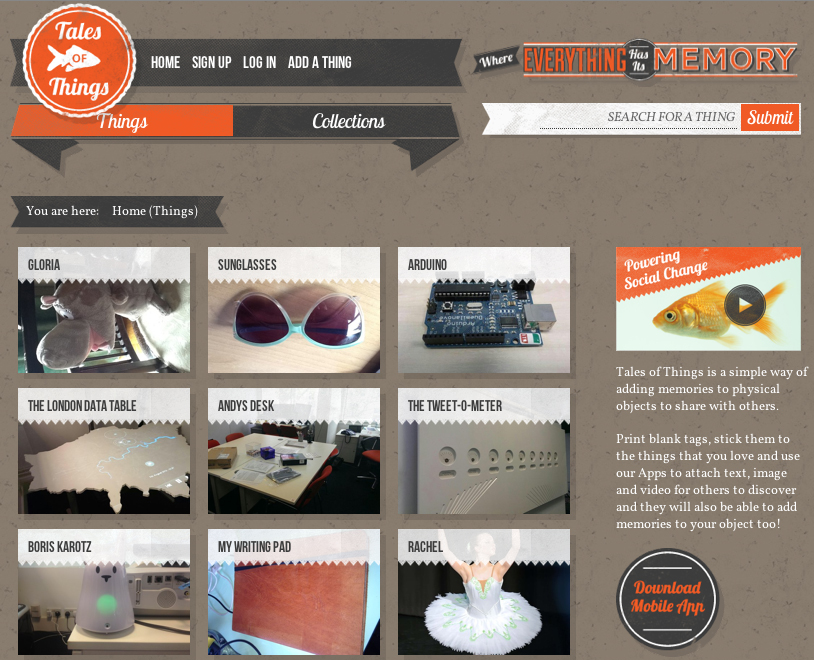 Tales
OF
Things
HOME SIGN UP LOG IN ADD A THING
Where EVERYTHING Has Its MEMORY
Things
Collections
SEARCH FOR A THING
Submit
You are here: Home (Things)
GLORIA
SUNGLASSES
ARDUINO
THE LONDON DATA TABLE
ANDYS DESK
THE TWEET-O-METER
BORIS KAROTZ
MY WRITING PAD
RACHEL
Powering
Social Change
Tales of Things is a simple way of
adding memories to physical
objects to share with others.
Print blank tags, stick them to
the things that you love and use
our Apps to attach text, image
and video for others to discover
and they will also be able to add
memories to your object too!
Download
Mobile App